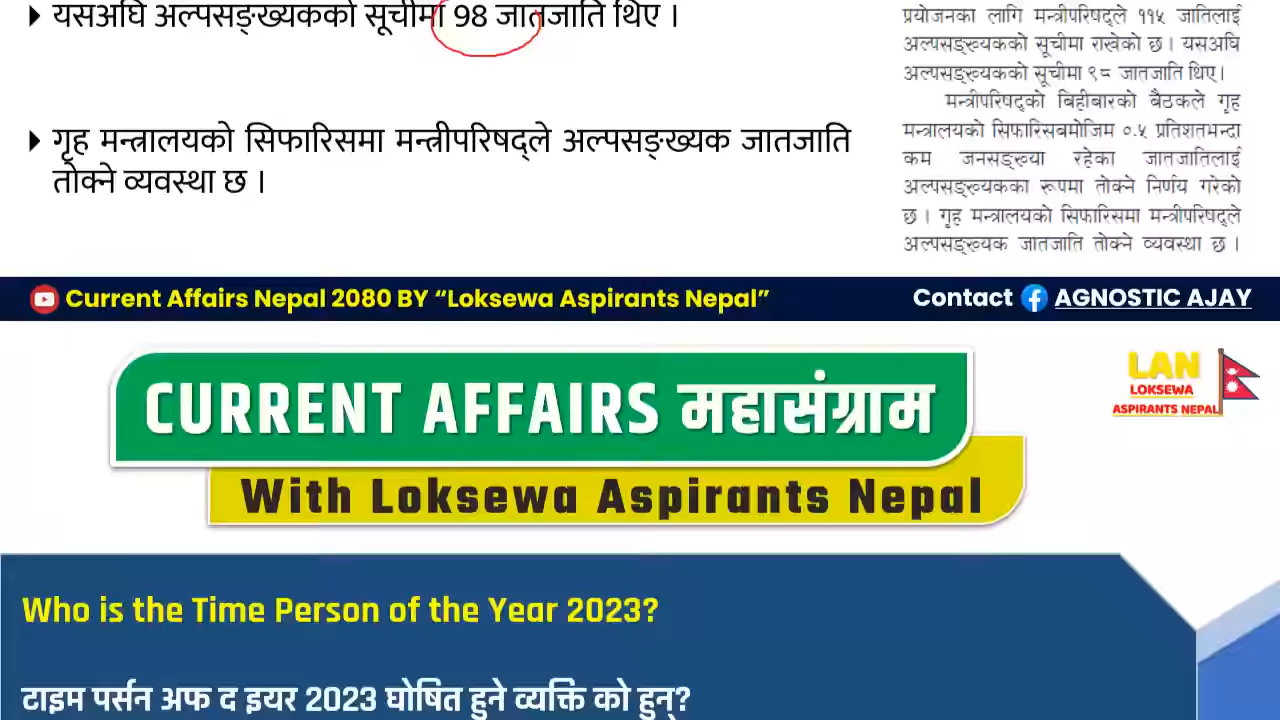 यसअघि अल्पसङ्ख्यकको सूचीमा 98 जातजाति थिए ।
गृह मन्त्रालयको सिफारिसमा मन्त्रीपरिषद्ले अल्पसङ्ख्यक जातजाति
तोक्ने व्यवस्था छ ।
प्रयोजनका लागि मन्त्रीपरिषद्ले ११५ जातिलाई
अल्पसङ्ख्यकको सूचीमा राखेको छ । यसअघि
अल्पसङ्ख्यकको सूचीमा ९८ जातजाति थिए।
मन्त्रीपरिषद्को बिहीबारको बैठकले गृह
मन्त्रालयको सिफारिसबमोजिम ०.५ प्रतिशतभन्दा
कम जनसङ्ख्या रहेका जातजातिलाई
अल्पसङ्ख्यकका रूपमा तोक्ने निर्णय गरेको
छ । गृह मन्त्रालयको सिफारिसमा मन्त्रीपरिषद्ले
अल्पसङ्ख्यक जातजाति तोक्ने व्यवस्था छ ।
Current Affairs Nepal 2080 BY “Loksewa Aspirants Nepal”
Contact AGNOSTIC AJAY
CURRENT AFFAIRS महासंग्राम
With Loksewa Aspirants Nepal
LAN
LOKSEWA
ASPIRANTS NEPAL
Who is the Time Person of the Year 2023?
टाइम पर्सन अफ द इयर 2023 घोषित हुने व्यक्ति को हुन्?